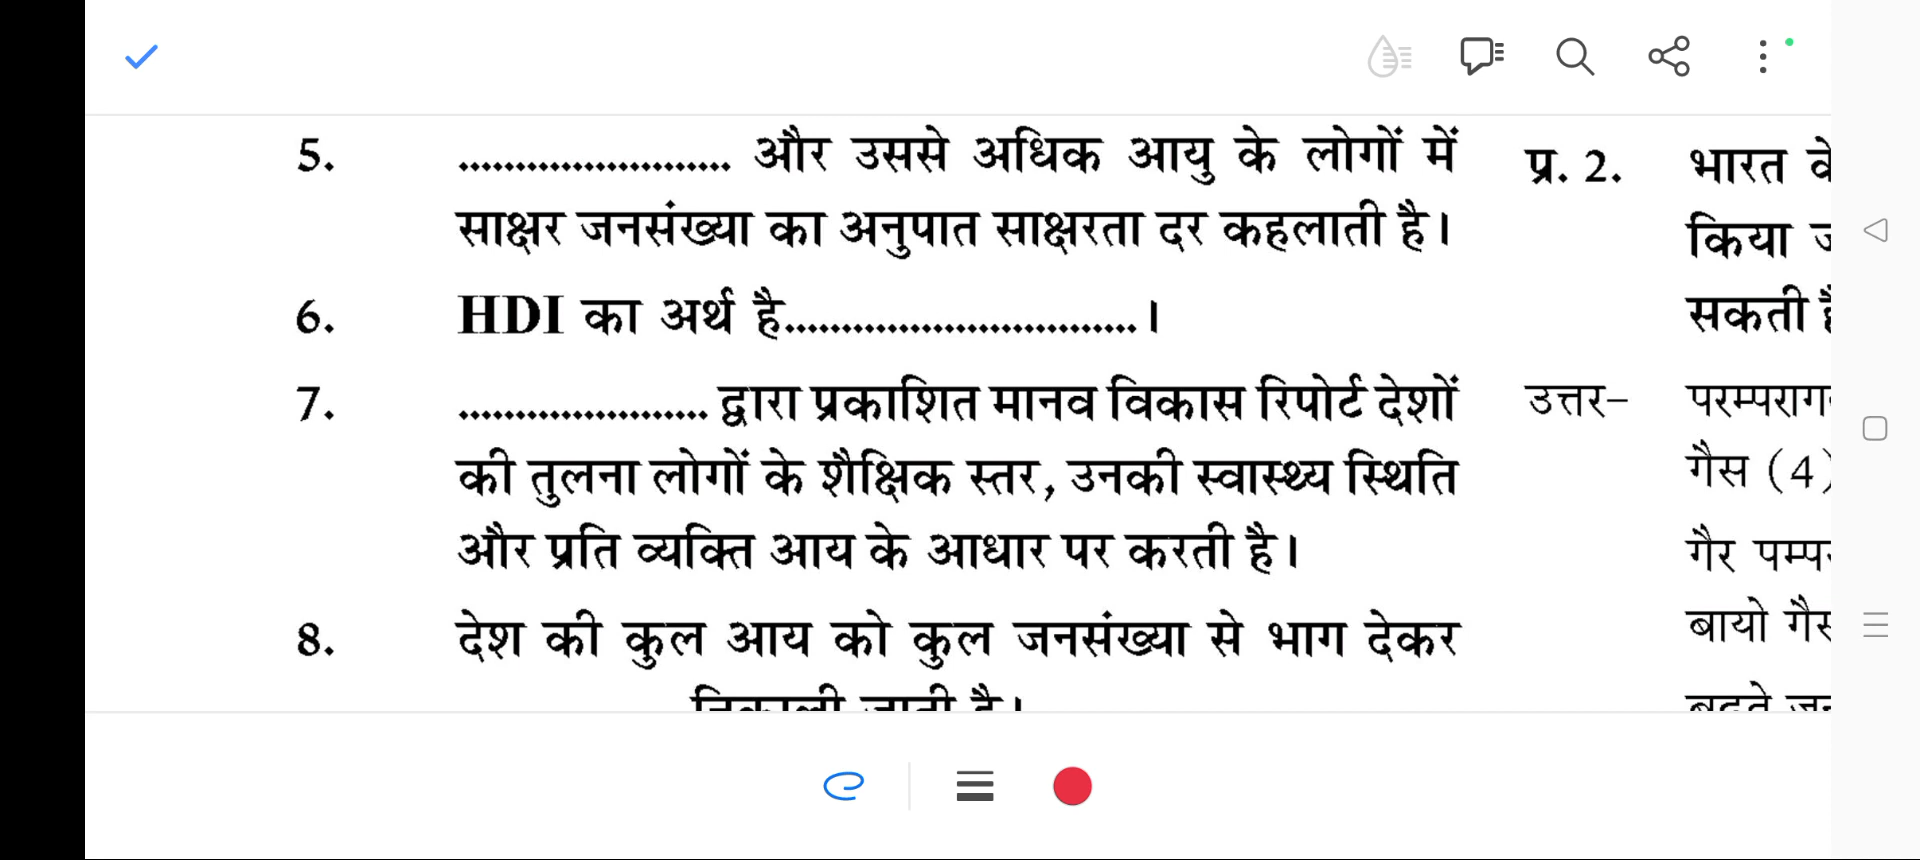 5. ........................ और उससे अधिक आयु के लोगों में
साक्षर जनसंख्या का अनुपात साक्षरता दर कहलाती है।
6. HDI का अर्थ है...............................।
7. ...................... द्वारा प्रकाशित मानव विकास रिपोर्ट देशों
की तुलना लोगों के शैक्षिक स्तर, उनकी स्वास्थ्य स्थिति
और प्रति व्यक्ति आय के आधार पर करती है।
8. देश की कुल आय को कुल जनसंख्या से भाग देकर
निकाली जाती है।
प्र. 2. भारत के
किया
सकती है
उत्तर–
गैस (4)
गैर
बायो गैस